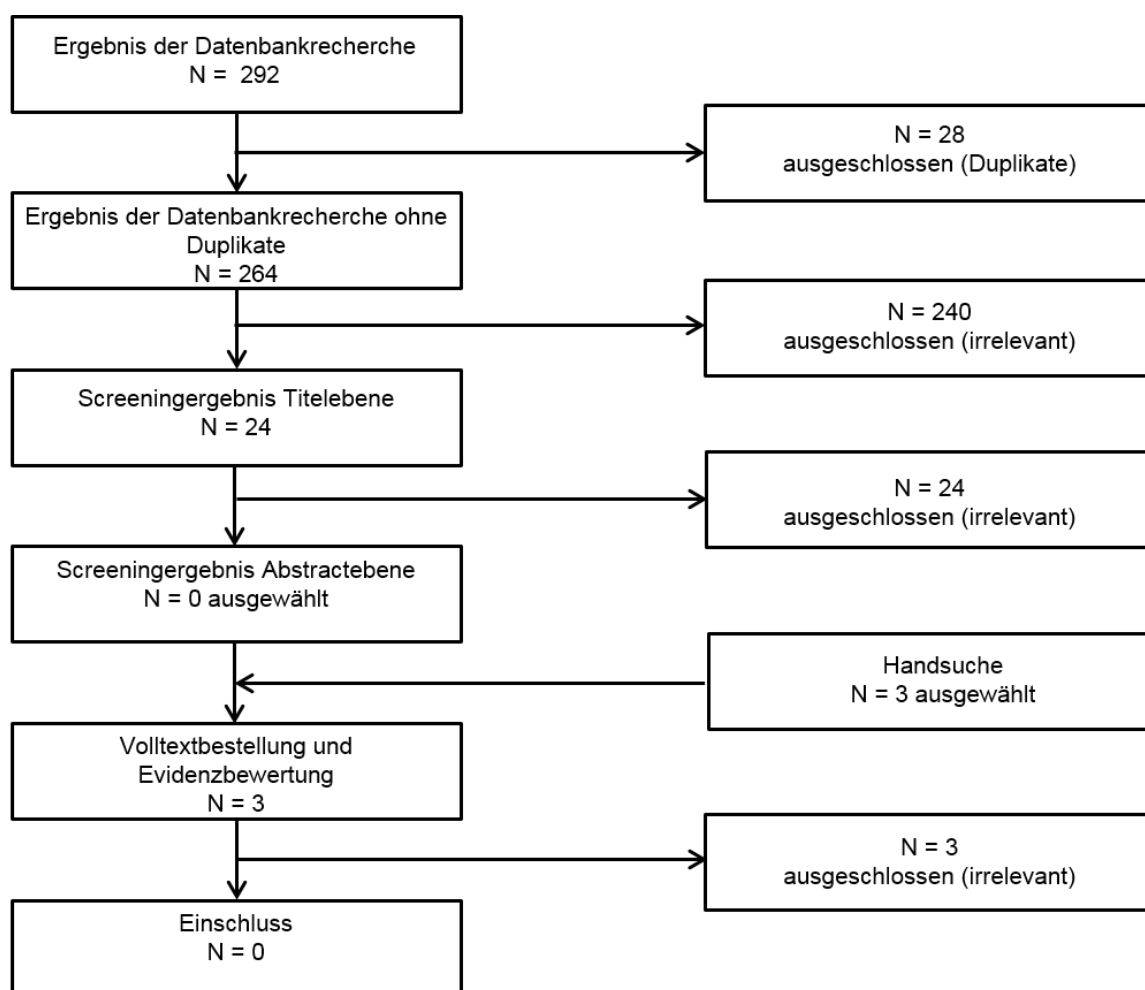 Ergebnis der Datenbankrecherche
N = 292
N = 28
ausgeschlossen (Duplikate)
Ergebnis der Datenbankrecherche ohne
Duplikate
N = 264
N = 240
ausgeschlossen (irrelevant)
Screeningergebnis Titelebene
N = 24
N = 24
ausgeschlossen (irrelevant)
Screeningergebnis Abstractebene
N = 0 ausgewählt
Handsuche
N = 3 ausgewählt
Volltextbestellung und
Evidenzbewertung
N = 3
N = 3
ausgeschlossen (irrelevant)
Einschluss
N = 0